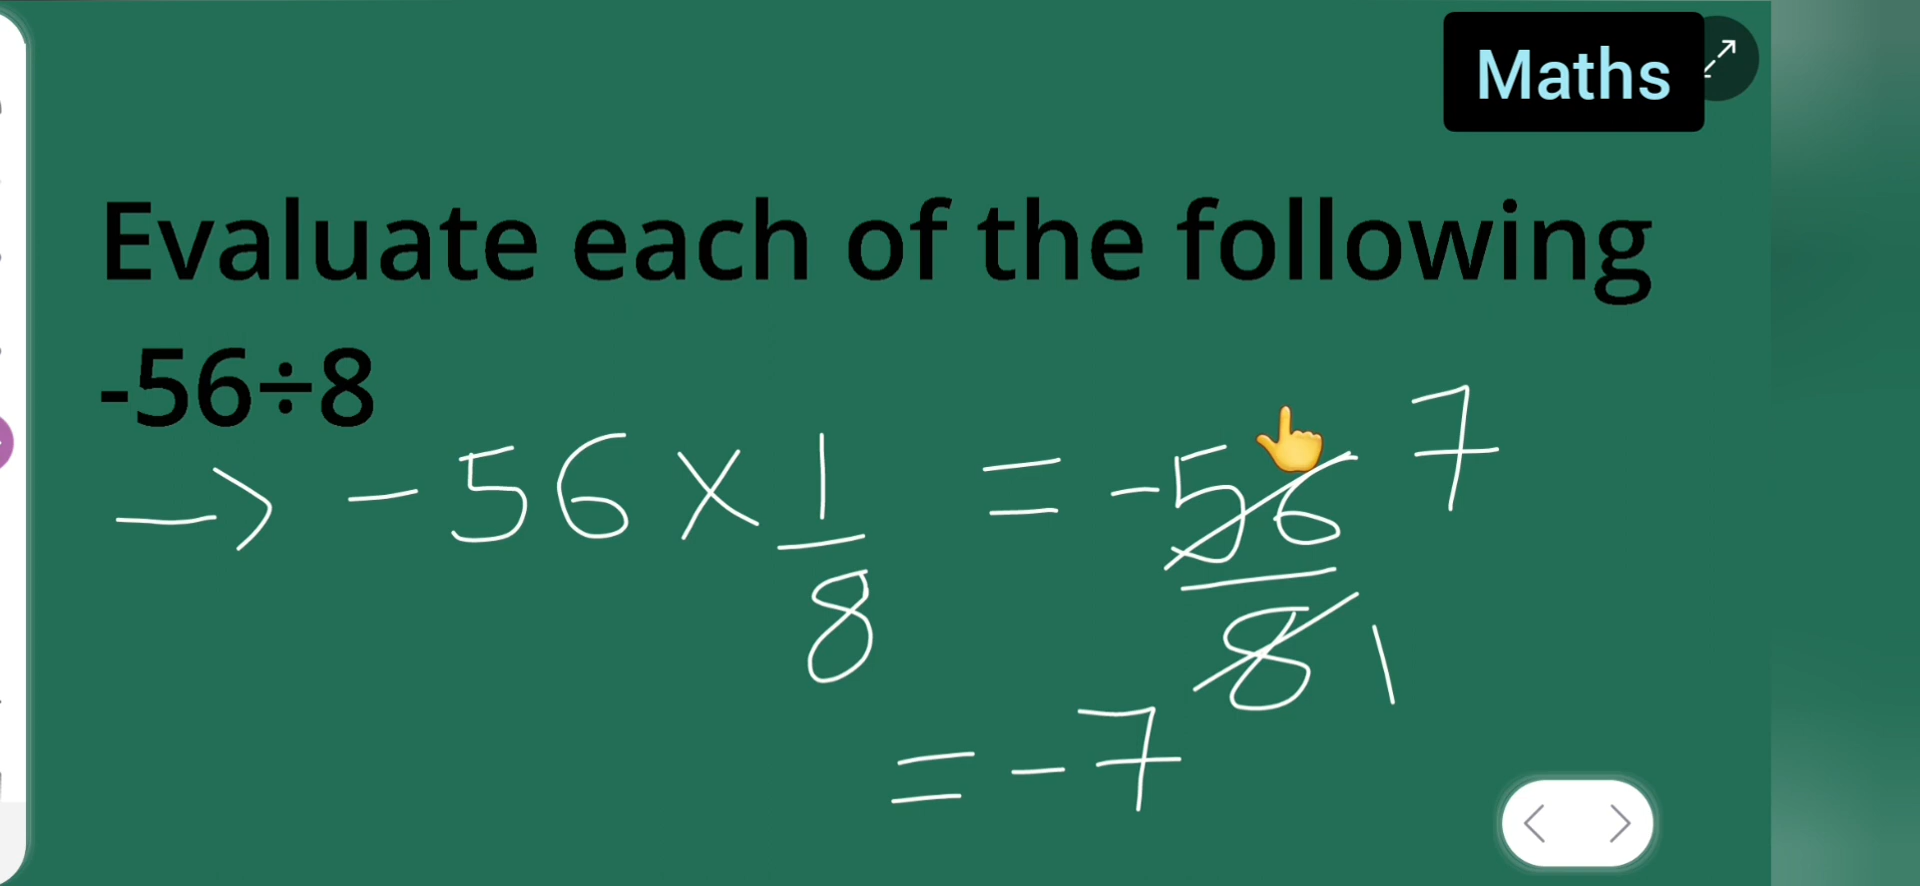 Maths
Evaluate each of the following
-56÷8
→ -56 × 1/8 = -56/8 7 1
= -7